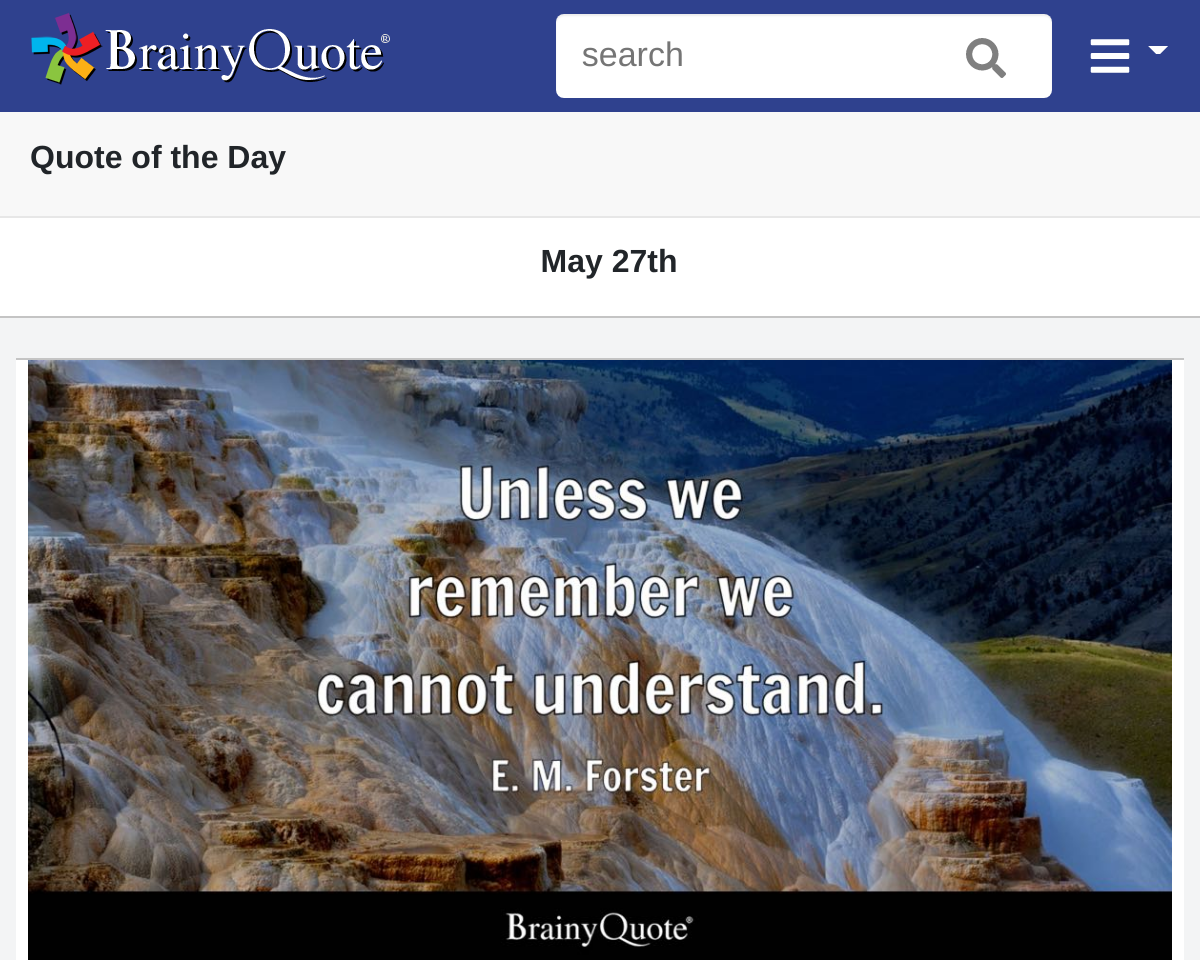 BrainyQuote®
search
Quote of the Day
May 27th
Unless we
remember we
cannot understand.
E. M. Forster
BrainyQuote®